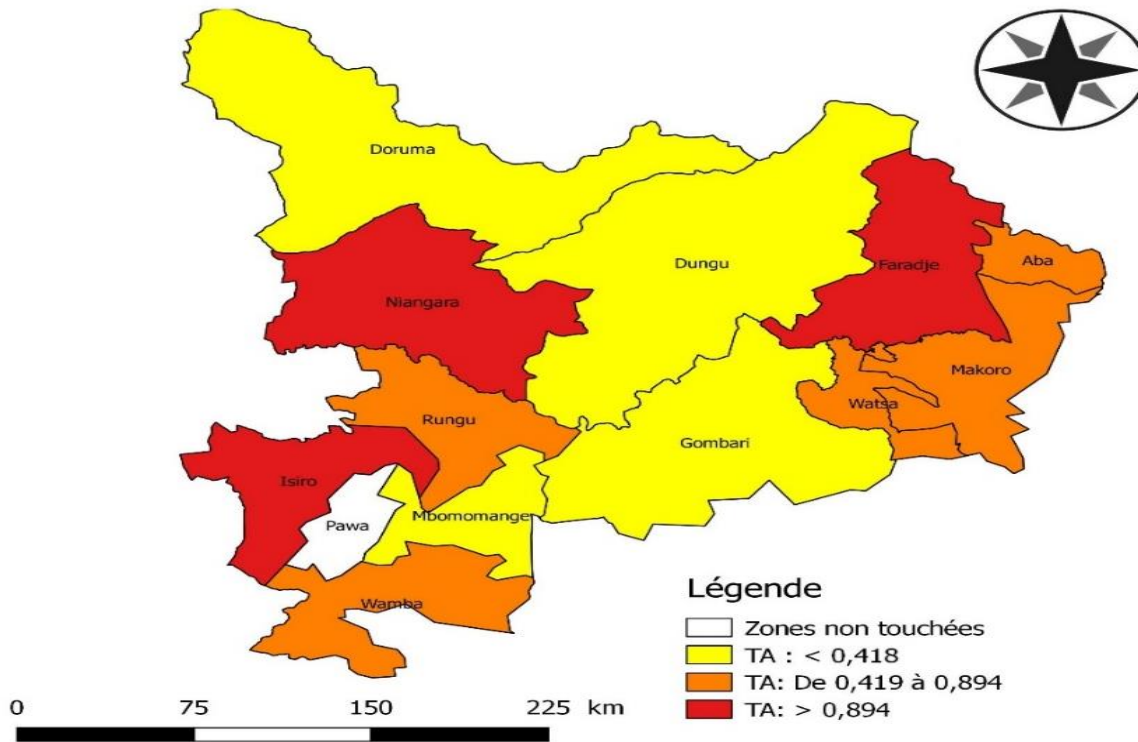 Doruma
Dungu
Faradje
Aba
Niangara
Makoro
Watsa
Rungu
Gombari
Isiro
Mbomomange
Pawa
Wamba
Légende
Zones non touchées
TA : < 0,418
TA: De 0,419 à 0,894
TA: > 0,894
0 75 150 225 km